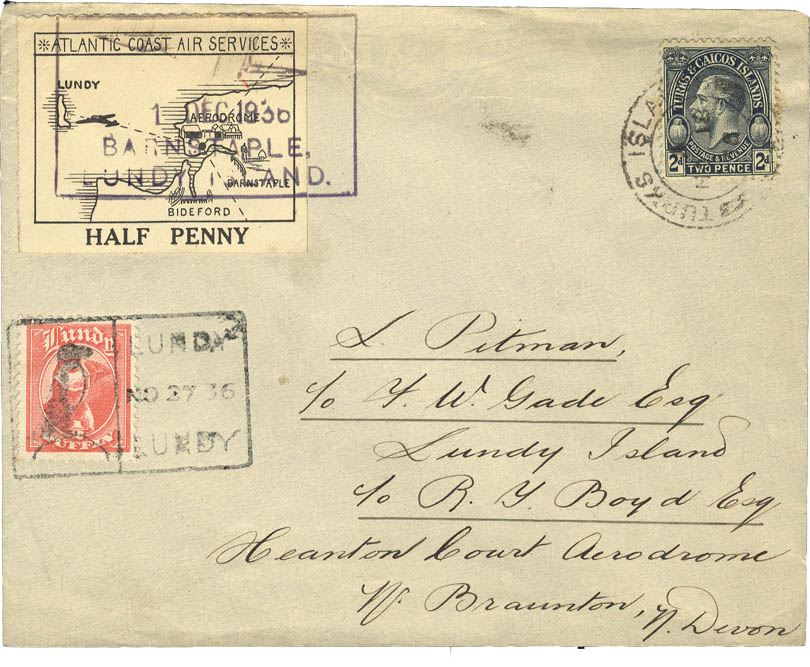 *ATLANTIC COAST AIR SERVICES*
LUNDY
AERODROME
BARNSTAPLE
BIDEFORD
HALF PENNY
1 DEC 1936
BARNSTAPLE,
LUNDY ISLAND.
TURKS & CAICOS ISLANDS
POSTAGE & REVENUE
2d 2d
TWO PENCE
TURKS ISLA
Lundy
PUFFIN
LUNDY
NO 27 36
LUNDY
L. Pitman,
c/o F. W. Gade Esq
Lundy Island
c/o R. T. Boyd Esq
Heanton Court Aerodrome
Nr. Braunton, N. Devon